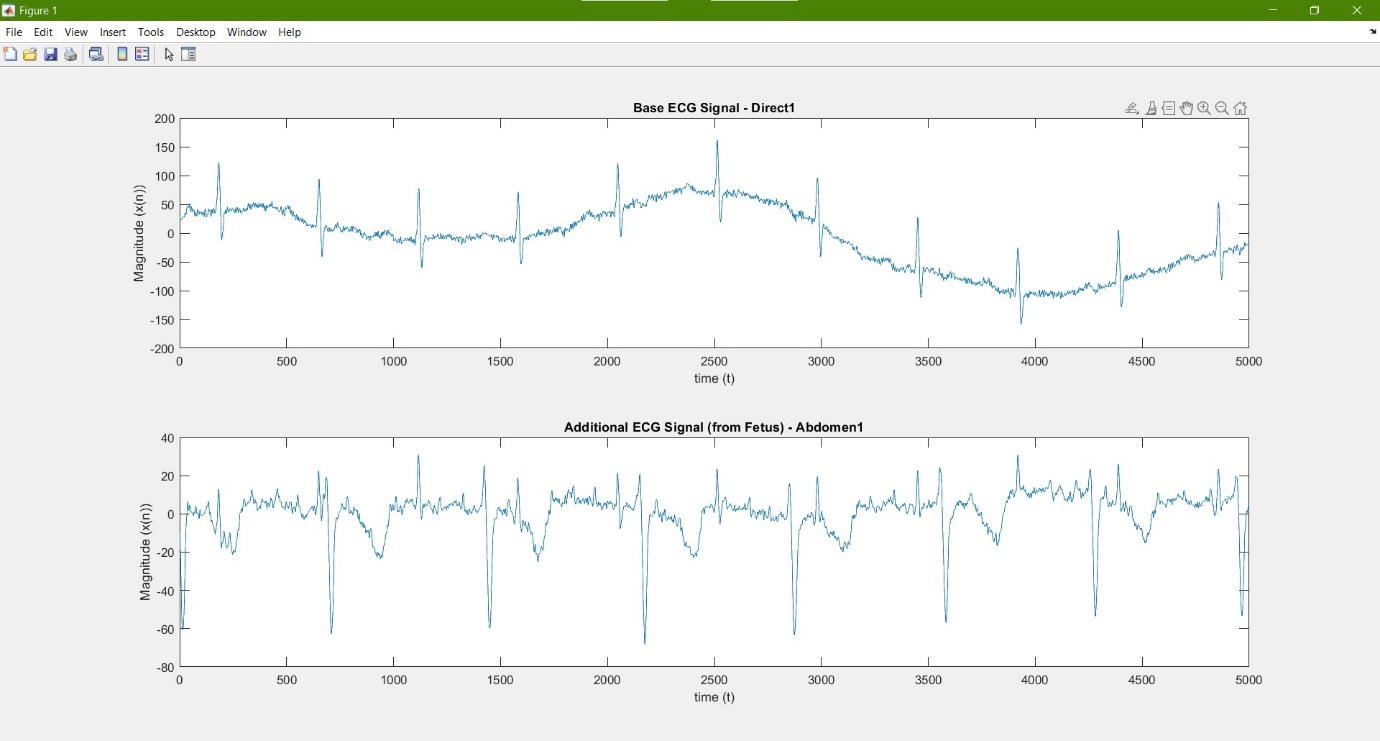 Figure 1
File Edit View Insert Tools Desktop Window Help
Base ECG Signal - Direct1
200
150
100
50
0
-50
-100
-150
-200
Magnitude (x(n))
0 500 1000 1500 2000 2500 3000 3500 4000 4500 5000
time (t)
Additional ECG Signal (from Fetus) - Abdomen1
40
20
0
-20
-40
-60
-80
Magnitude (x(n))
0 500 1000 1500 2000 2500 3000 3500 4000 4500 5000
time (t)